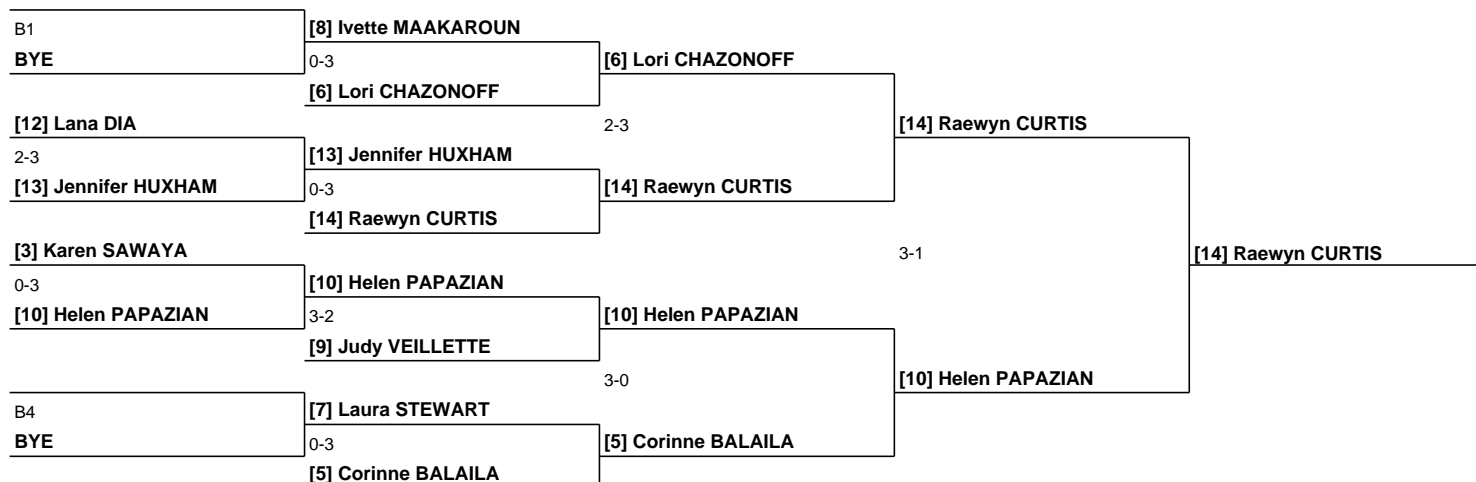 B1
BYE
[12] Lana DIA
2-3
[13] Jennifer HUXHAM
[3] Karen SAWAYA
0-3
[10] Helen PAPAZIAN
B4
BYE
[8] Ivette MAAKAROUN
0-3
[6] Lori CHAZONOFF
[13] Jennifer HUXHAM
0-3
[14] Raewyn CURTIS
[10] Helen PAPAZIAN
3-2
[9] Judy VEILLETTE
[7] Laura STEWART
0-3
[5] Corinne BALAILA
[6] Lori CHAZONOFF
2-3
[14] Raewyn CURTIS
[10] Helen PAPAZIAN
3-0
[5] Corinne BALAILA
[14] Raewyn CURTIS
3-1
[10] Helen PAPAZIAN
[14] Raewyn CURTIS